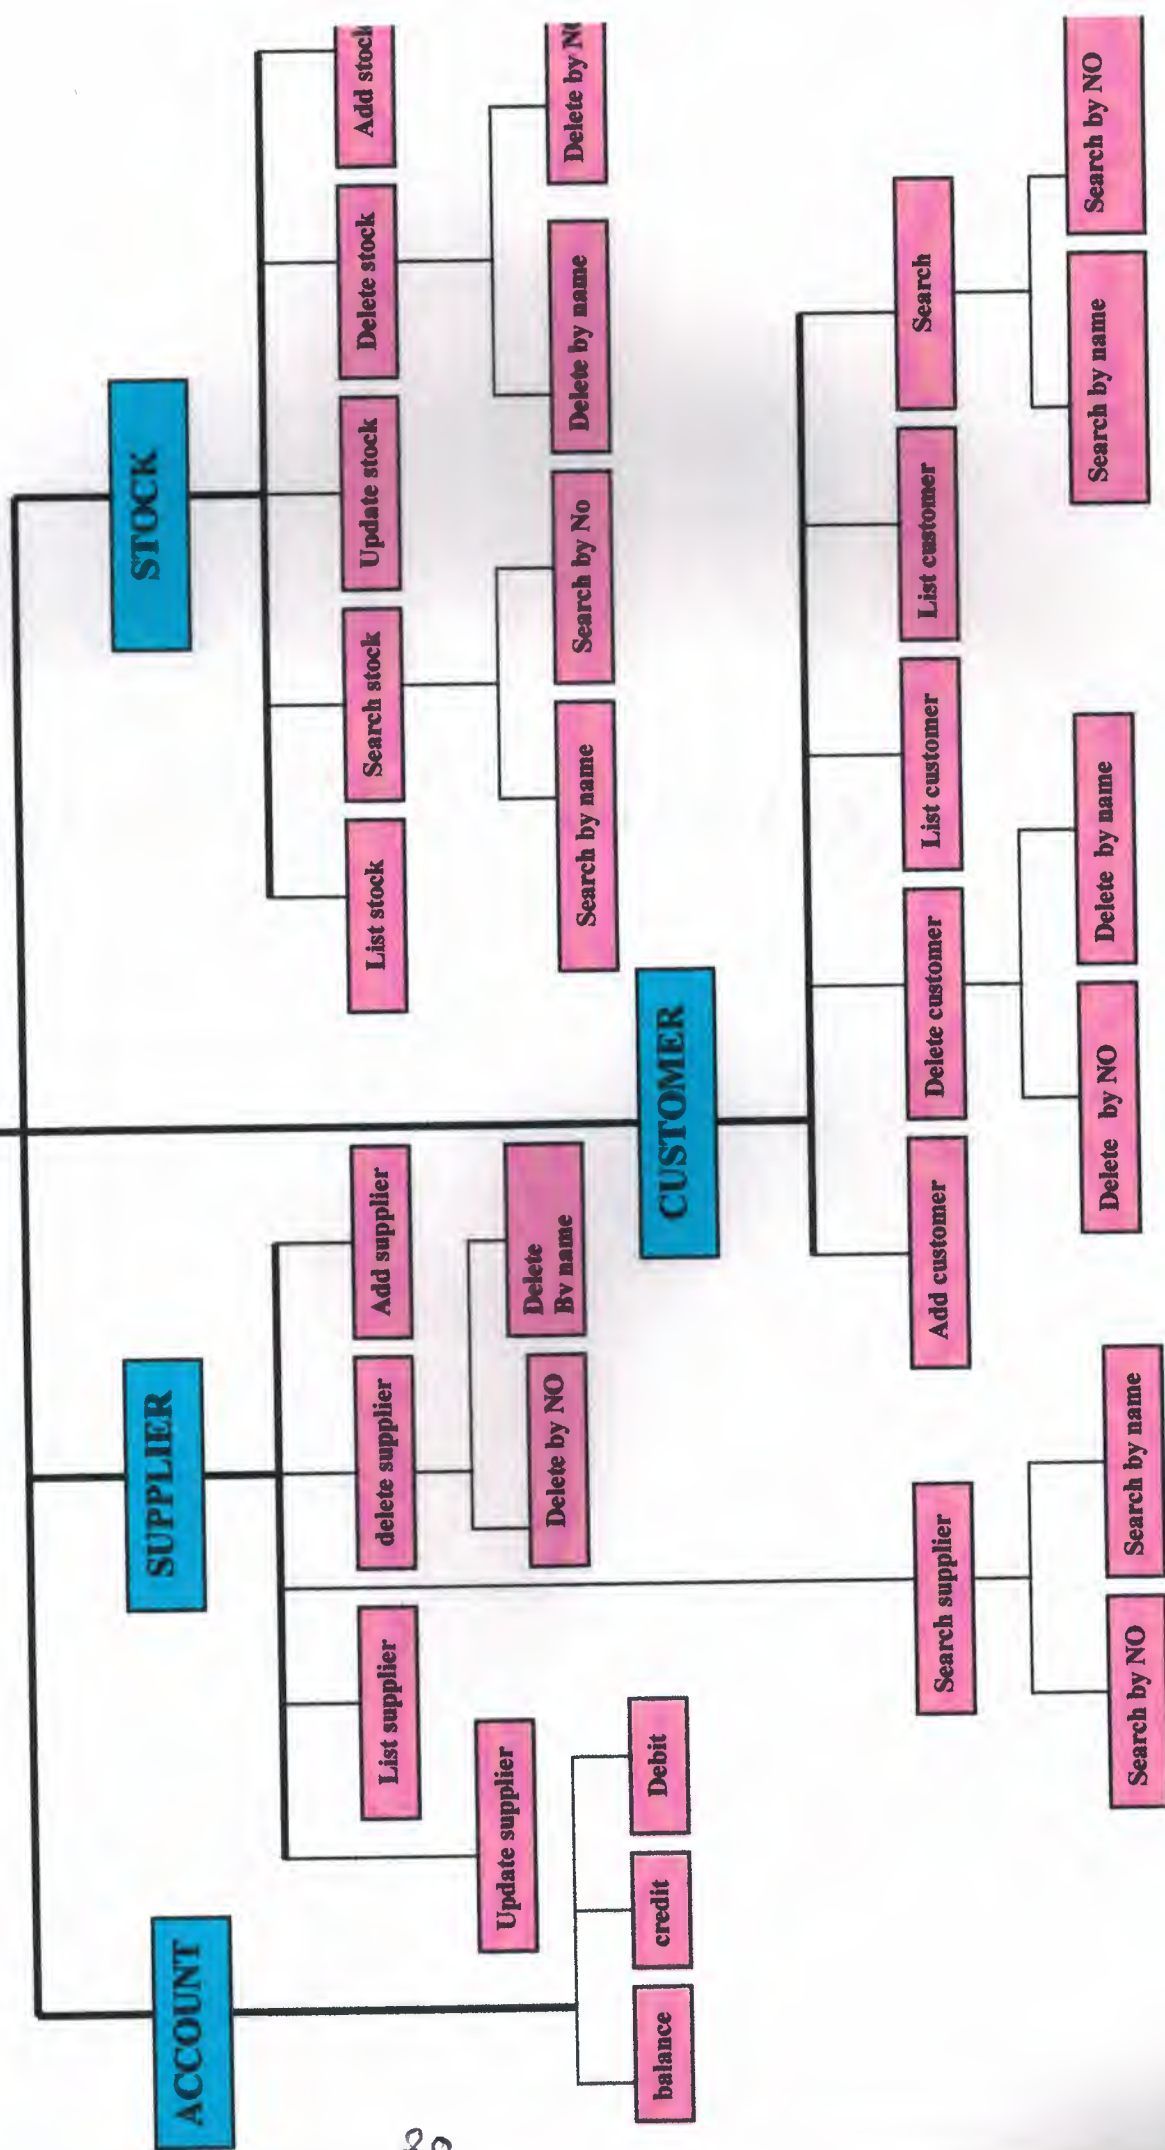 ACCOUNT
SUPPLIER
STOCK
Update supplier
List supplier
delete supplier
Add supplier
Delete by NO
Delete
By name
Search supplier
Search by NO
Search by name
balance
credit
Debit
List stock
Search stock
Update stock
Delete stock
Add stock
Search by name
Search by No
Delete by name
Delete by NO
CUSTOMER
Add customer
Delete customer
List customer
List customer
Search
Delete by NO
Delete by name
Search by name
Search by NO